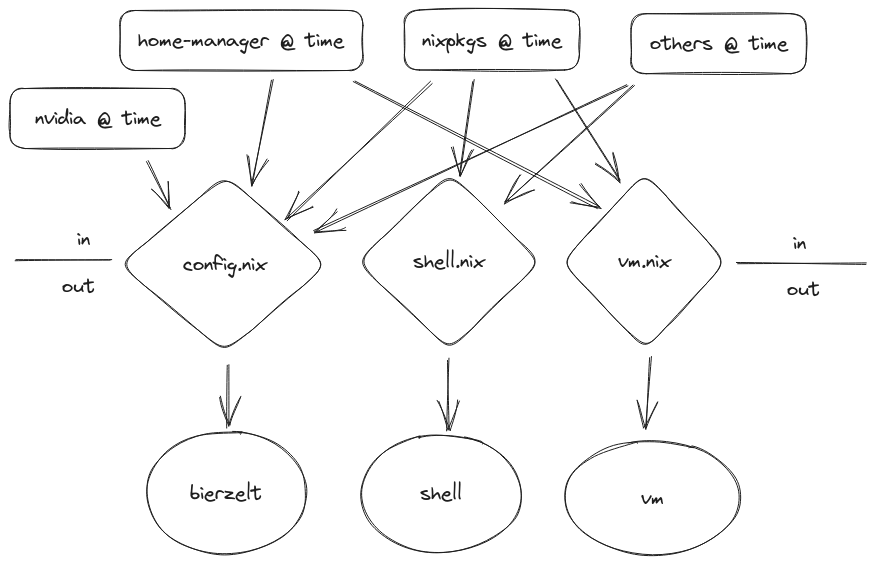 home-manager @ time
nixpkgs @ time
others @ time
nvidia @ time
in
out
config.nix
shell.nix
vm.nix
in
out
bierzelt
shell
vm